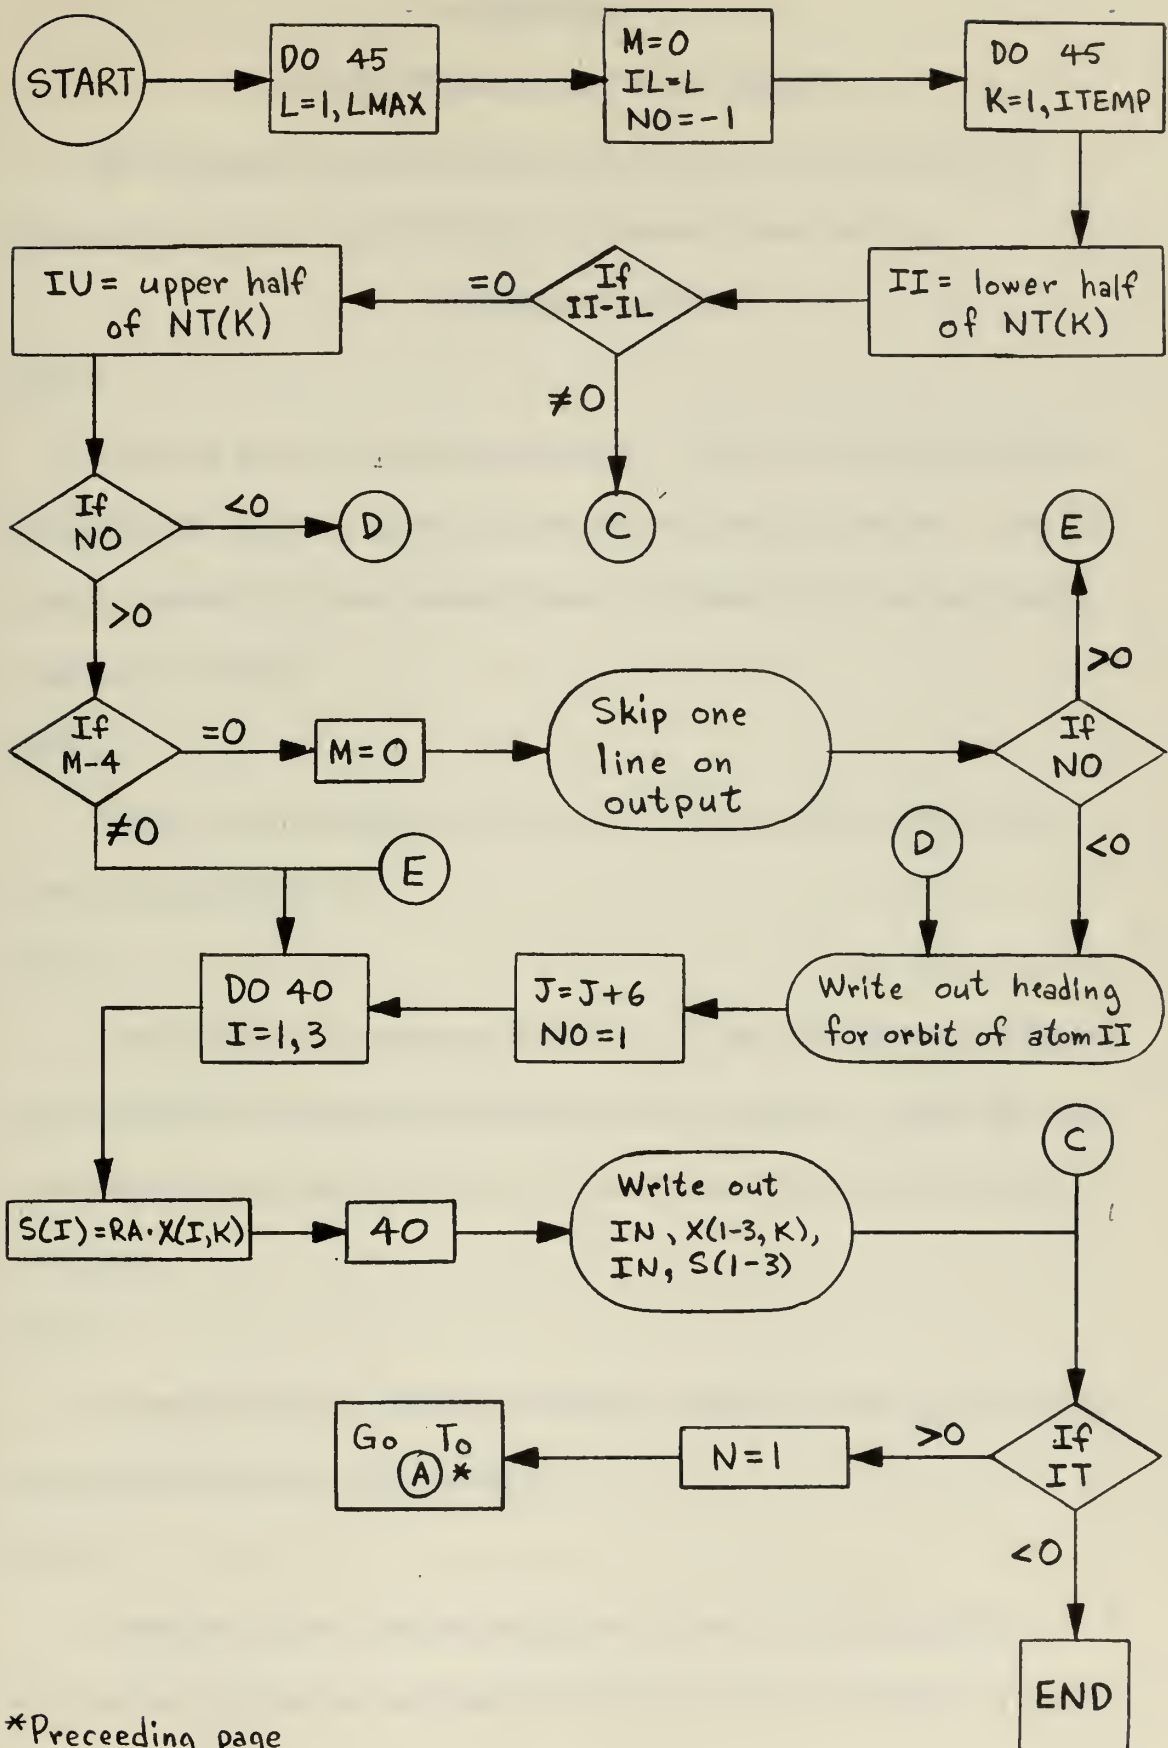 START
DO 45
L=1, LMAX
M=0
IL=L
NO=-1
DO 45
K=1, ITEMP
II= lower half
of NT(K)
If
II-IL
=0
≠0
C
IU= upper half
of NT(K)
If
NO
<0
D
>0
If
M-4
=0
M=0
Skip one
line on
output
If
NO
>0
E
<0
≠0
E
D
Write out heading
for orbit of atom II
J=J+6
NO=1
DO 40
I=1,3
S(I)=RA·X(I,K)
40
Write out
IN, X(1-3, K),
IN, S(1-3)
C
If
IT
>0
N=1
Go To
A *
<0
END
*Preceeding page